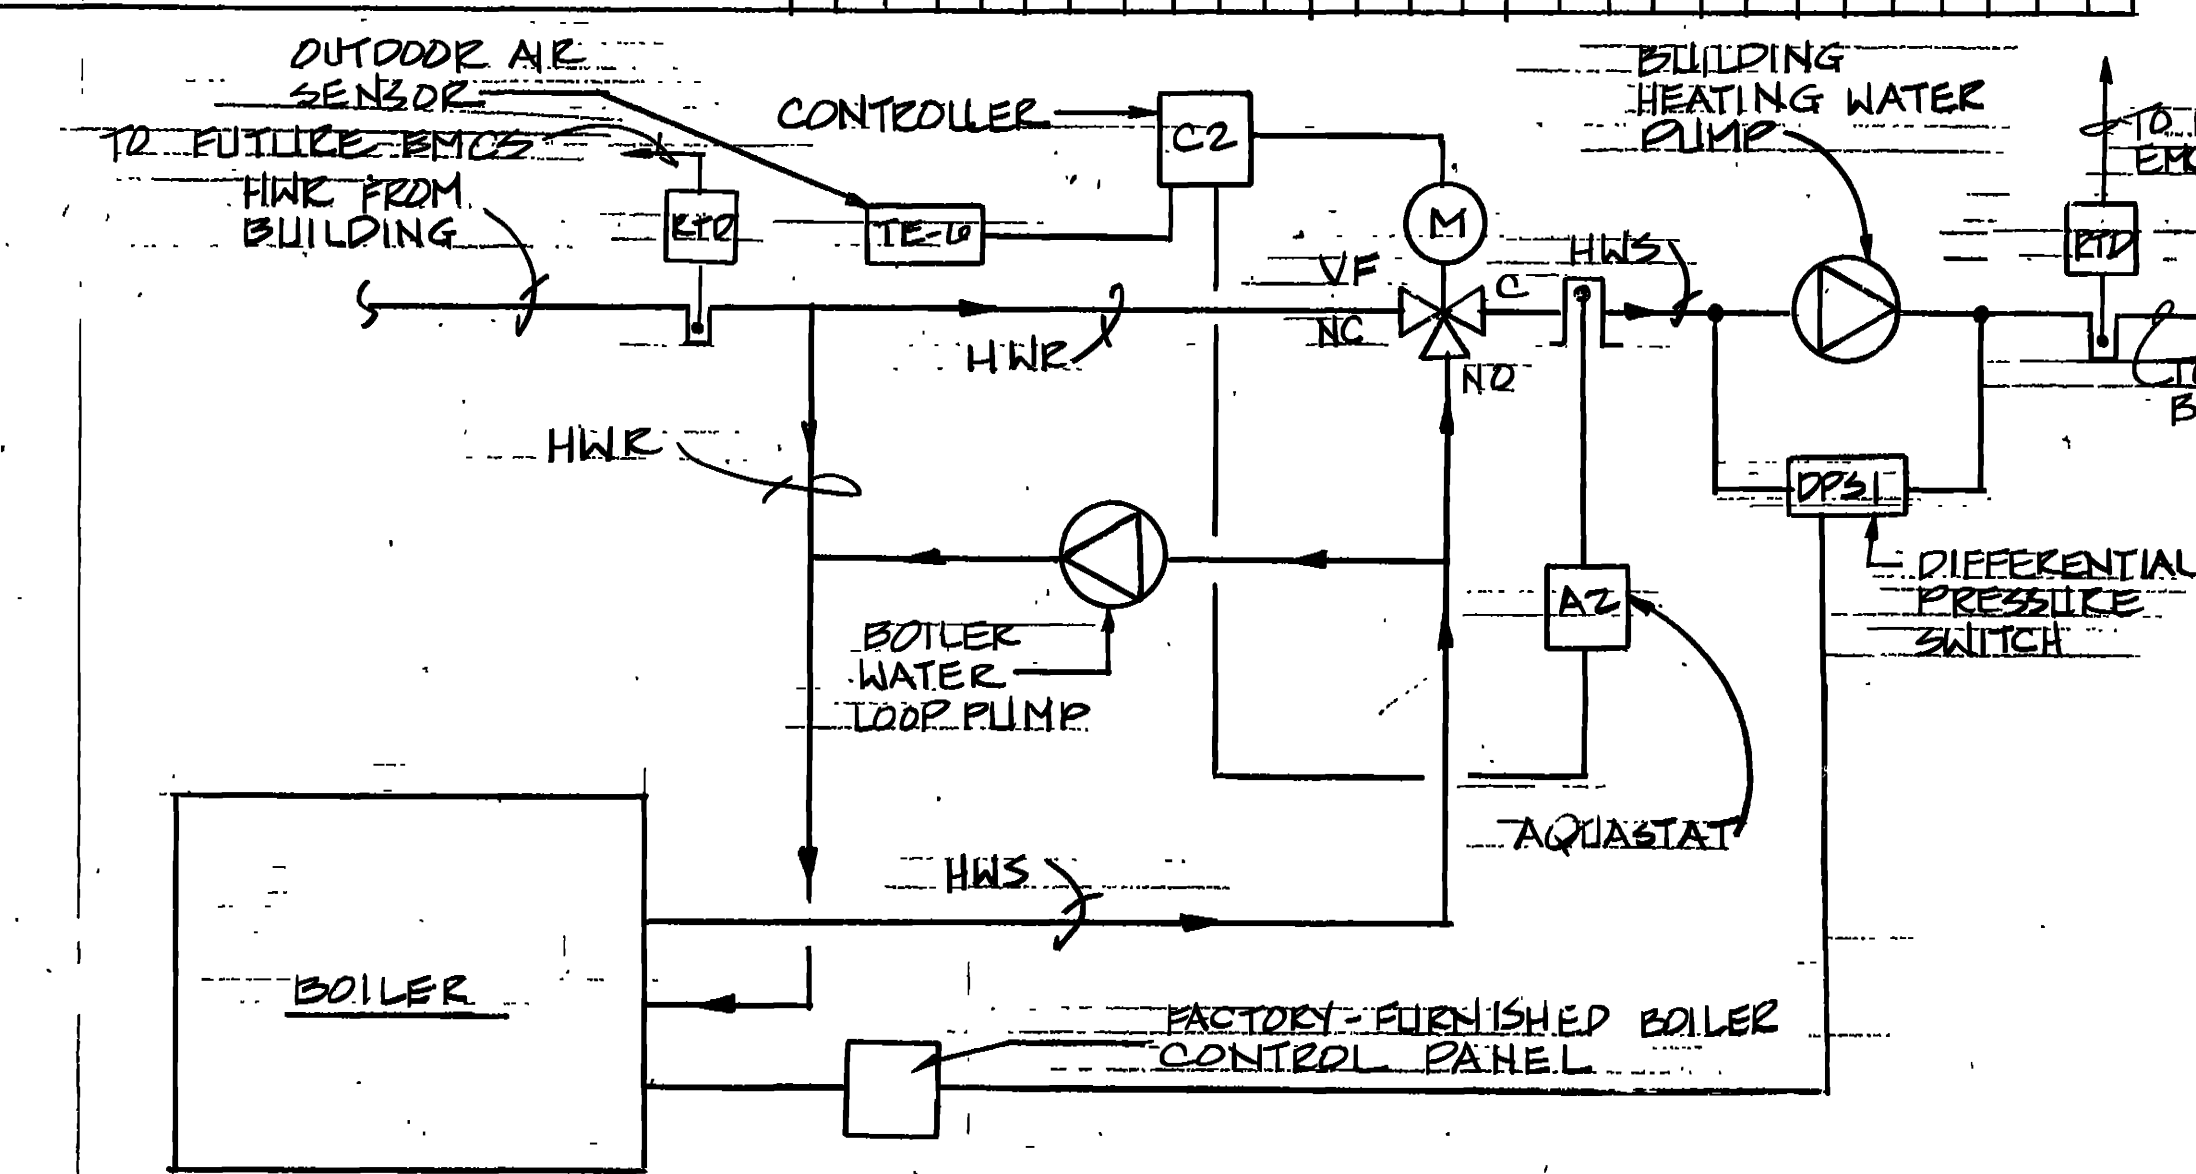 OUTDOOR AIR
SENSOR
TO FUTURE EMCS
HWR FROM
BUILDING
RTD
TE-6
CONTROLLER
C2
M
VF
NC
C
NO
HWS
BUILDING
HEATING WATER
PUMP
TO
RTD
HWR
HWR
DPS1
DIFFERENTIAL
PRESSURE
SWITCH
A2
AQUASTAT
BOILER
WATER
LOOP PUMP
HWS
BOILER
FACTORY-FURNISHED BOILER
CONTROL PANEL